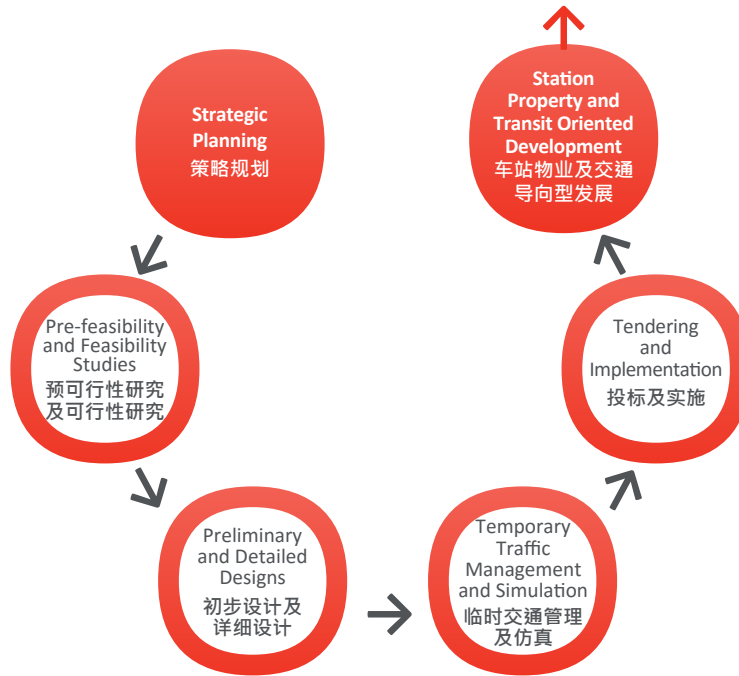 Strategic
Planning
策略规划
Pre-feasibility
and Feasibility
Studies
预可行性研究
及可行性研究
Preliminary
and Detailed
Designs
初步设计及
详细设计
Temporary
Traffic
Management
and Simulation
临时交通管理
及仿真
Tendering
and
Implementation
投标及实施
Station
Property and
Transit Oriented
Development
车站物业及交通
导向型发展